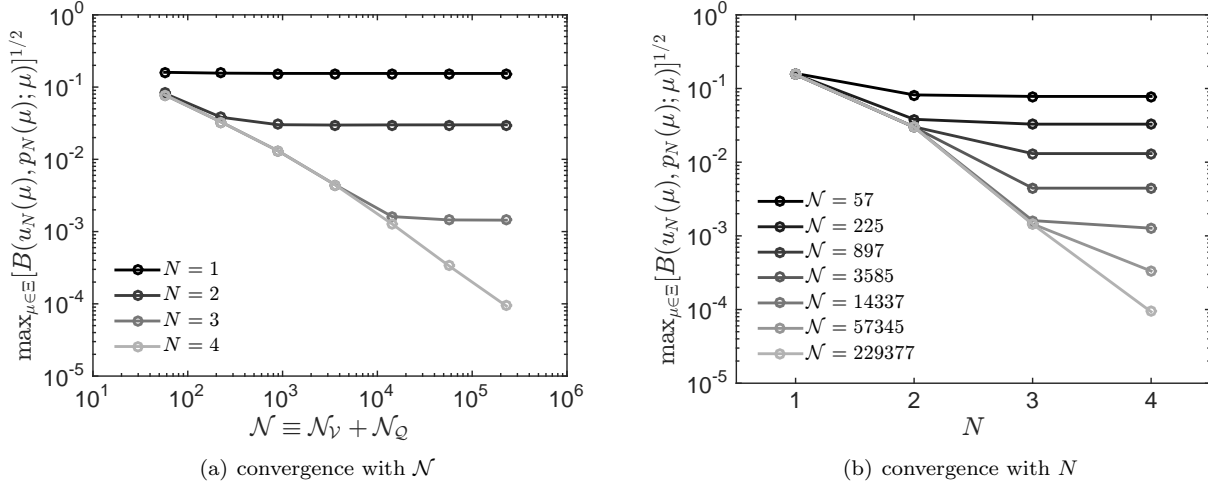 max_{μ∈Ξ}[B(u_N(μ), p_N(μ); μ)]^{1/2}
10^0
10^{-1}
10^{-2}
10^{-3}
10^{-4}
10^{-5}
N = 1
N = 2
N = 3
N = 4
10^1 10^2 10^3 10^4 10^5 10^6
𝒩 ≡ 𝒩_𝒱 + 𝒩_𝒬
(a) convergence with 𝒩
max_{μ∈Ξ}[B(u_N(μ), p_N(μ); μ)]^{1/2}
10^0
10^{-1}
10^{-2}
10^{-3}
10^{-4}
10^{-5}
𝒩 = 57
𝒩 = 225
𝒩 = 897
𝒩 = 3585
𝒩 = 14337
𝒩 = 57345
𝒩 = 229377
1 2 3 4
N
(b) convergence with N